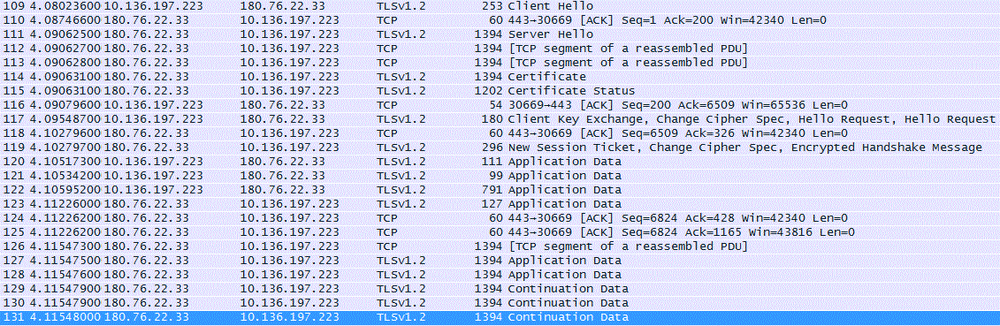 109 4.08023600 10.136.197.223 180.76.22.33 TLSv1.2 253 Client Hello
110 4.08746600 180.76.22.33 10.136.197.223 TCP 60 443→30669 [ACK] Seq=1 Ack=200 Win=42340 Len=0
111 4.09062500 180.76.22.33 10.136.197.223 TLSv1.2 1394 Server Hello
112 4.09062700 180.76.22.33 10.136.197.223 TCP 1394 [TCP segment of a reassembled PDU]
113 4.09062800 180.76.22.33 10.136.197.223 TCP 1394 [TCP segment of a reassembled PDU]
114 4.09063100 180.76.22.33 10.136.197.223 TLSv1.2 1394 Certificate
115 4.09063100 180.76.22.33 10.136.197.223 TLSv1.2 1202 Certificate Status
116 4.09079600 10.136.197.223 180.76.22.33 TCP 54 30669→443 [ACK] Seq=200 Ack=6509 Win=65536 Len=0
117 4.09548700 10.136.197.223 180.76.22.33 TLSv1.2 180 Client Key Exchange, Change Cipher Spec, Hello Request, Hello Request
118 4.10279600 180.76.22.33 10.136.197.223 TCP 60 443→30669 [ACK] Seq=6509 Ack=326 Win=42340 Len=0
119 4.10279700 180.76.22.33 10.136.197.223 TLSv1.2 296 New Session Ticket, Change Cipher Spec, Encrypted Handshake Message
120 4.10517300 10.136.197.223 180.76.22.33 TLSv1.2 111 Application Data
121 4.10534200 10.136.197.223 180.76.22.33 TLSv1.2 99 Application Data
122 4.10595200 10.136.197.223 180.76.22.33 TLSv1.2 791 Application Data
123 4.11226000 180.76.22.33 10.136.197.223 TLSv1.2 127 Application Data
124 4.11226200 180.76.22.33 10.136.197.223 TCP 60 443→30669 [ACK] Seq=6824 Ack=428 Win=42340 Len=0
125 4.11226200 180.76.22.33 10.136.197.223 TCP 60 443→30669 [ACK] Seq=6824 Ack=1165 Win=43816 Len=0
126 4.11547300 180.76.22.33 10.136.197.223 TCP 1394 [TCP segment of a reassembled PDU]
127 4.11547500 180.76.22.33 10.136.197.223 TLSv1.2 1394 Application Data
128 4.11547600 180.76.22.33 10.136.197.223 TLSv1.2 1394 Application Data
129 4.11547900 180.76.22.33 10.136.197.223 TLSv1.2 1394 Continuation Data
130 4.11547900 180.76.22.33 10.136.197.223 TLSv1.2 1394 Continuation Data
131 4.11548000 180.76.22.33 10.136.197.223 TLSv1.2 1394 Continuation Data